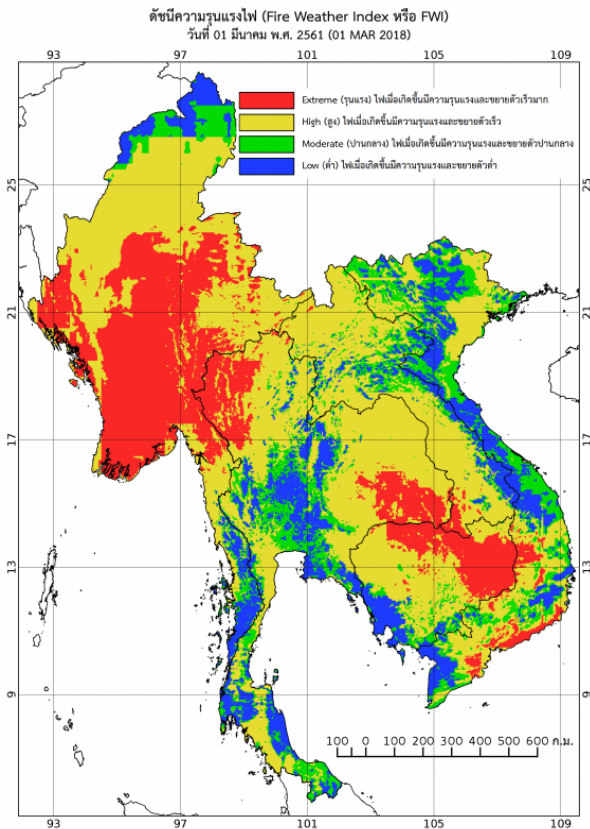 ดัชนีความรุนแรงไฟ (Fire Weather Index หรือ FWI)
วันที่ 01 มีนาคม พ.ศ. 2561 (01 MAR 2018)
93 97 101 105 109
Extreme (รุนแรง) ไฟเมื่อเกิดขึ้นมีความรุนแรงและขยายตัวเร็วมาก
High (สูง) ไฟเมื่อเกิดขึ้นมีความรุนแรงและขยายตัวเร็ว
Moderate (ปานกลาง) ไฟเมื่อเกิดขึ้นมีความรุนแรงและขยายตัวปานกลาง
Low (ต่ำ) ไฟเมื่อเกิดขึ้นมีความรุนแรงและขยายตัวต่ำ
25 25
21 21
17 17
13 13
9 9
100 0 100 200 300 400 500 600 ก.ม.
93 97 101 105 109